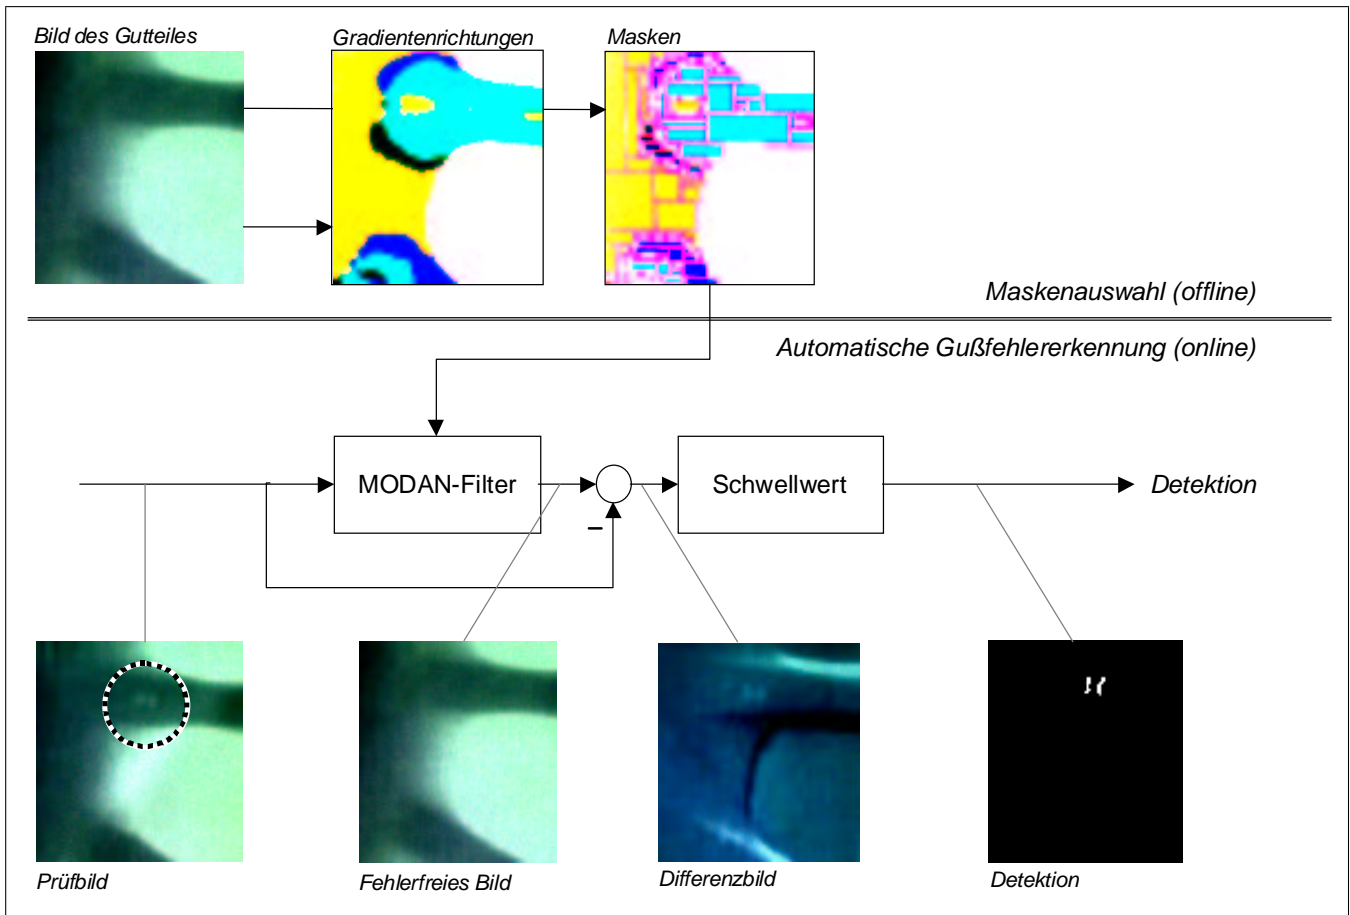 Bild des Gutteiles
Gradientenrichtungen
Masken
Maskenauswahl (offline)
Automatische Gußfehlererkennung (online)
MODAN-Filter
–
Schwellwert
Detektion
Prüfbild
Fehlerfreies Bild
Differenzbild
Detektion